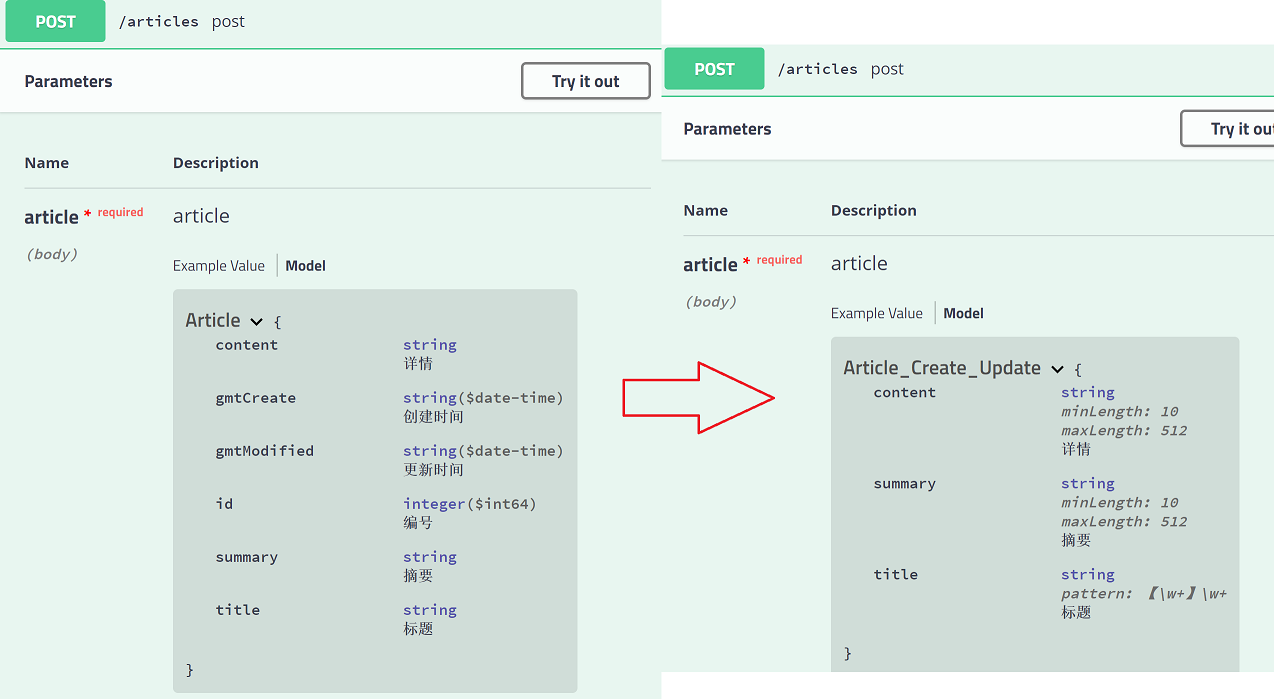 POST /articles post
Parameters Try it out
Name Description
article * required article
(body)
Example Value Model
Article {
content string
详情
gmtCreate string($date-time)
创建时间
gmtModified string($date-time)
更新时间
id integer($int64)
编号
summary string
摘要
title string
标题
}
POST /articles post
Parameters Try it out
Name Description
article * required article
(body)
Example Value Model
Article_Create_Update {
content string
minLength: 10
maxLength: 512
详情
summary string
minLength: 10
maxLength: 512
摘要
title string
pattern: 【\w+】\w+
标题
}